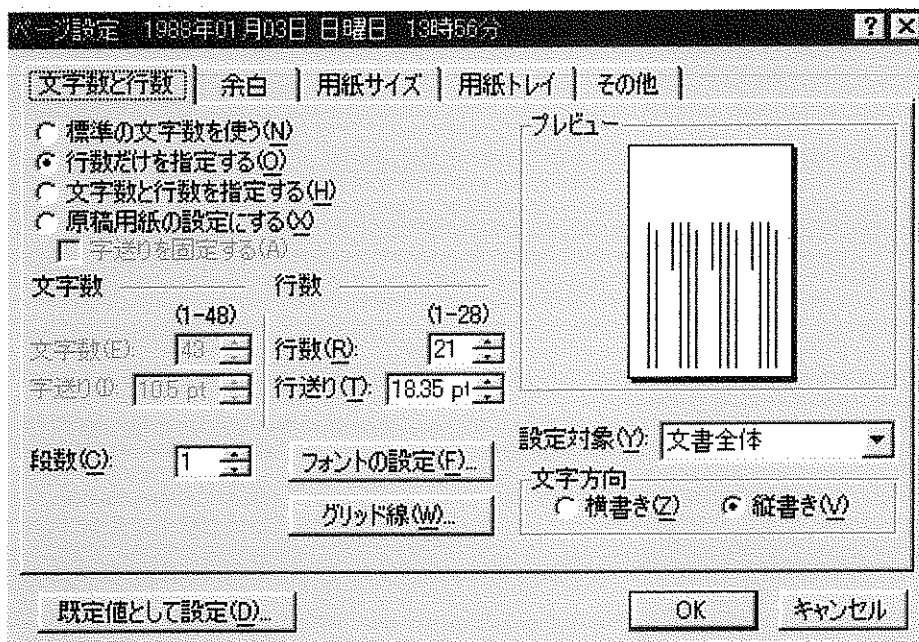 ページ設定 1988年01月03日 日曜日 13時56分
文字数と行数 余白 用紙サイズ 用紙トレイ その他
標準の文字数を使う(N)
行数だけを指定する(O)
文字数と行数を指定する(H)
原稿用紙の設定にする(X)
字送りを固定する(A)
プレビュー
文字数 行数
(1-48) (1-28)
文字数(E): 43 行数(R): 21
字送り(I): 10.5 pt 行送り(T): 18.35 pt
段数(C): 1 フォントの設定(F)...
グリッド線(W)...
設定対象(Y): 文書全体
文字方向
横書き(Z) 縦書き(V)
既定値として設定(D)... OK キャンセル